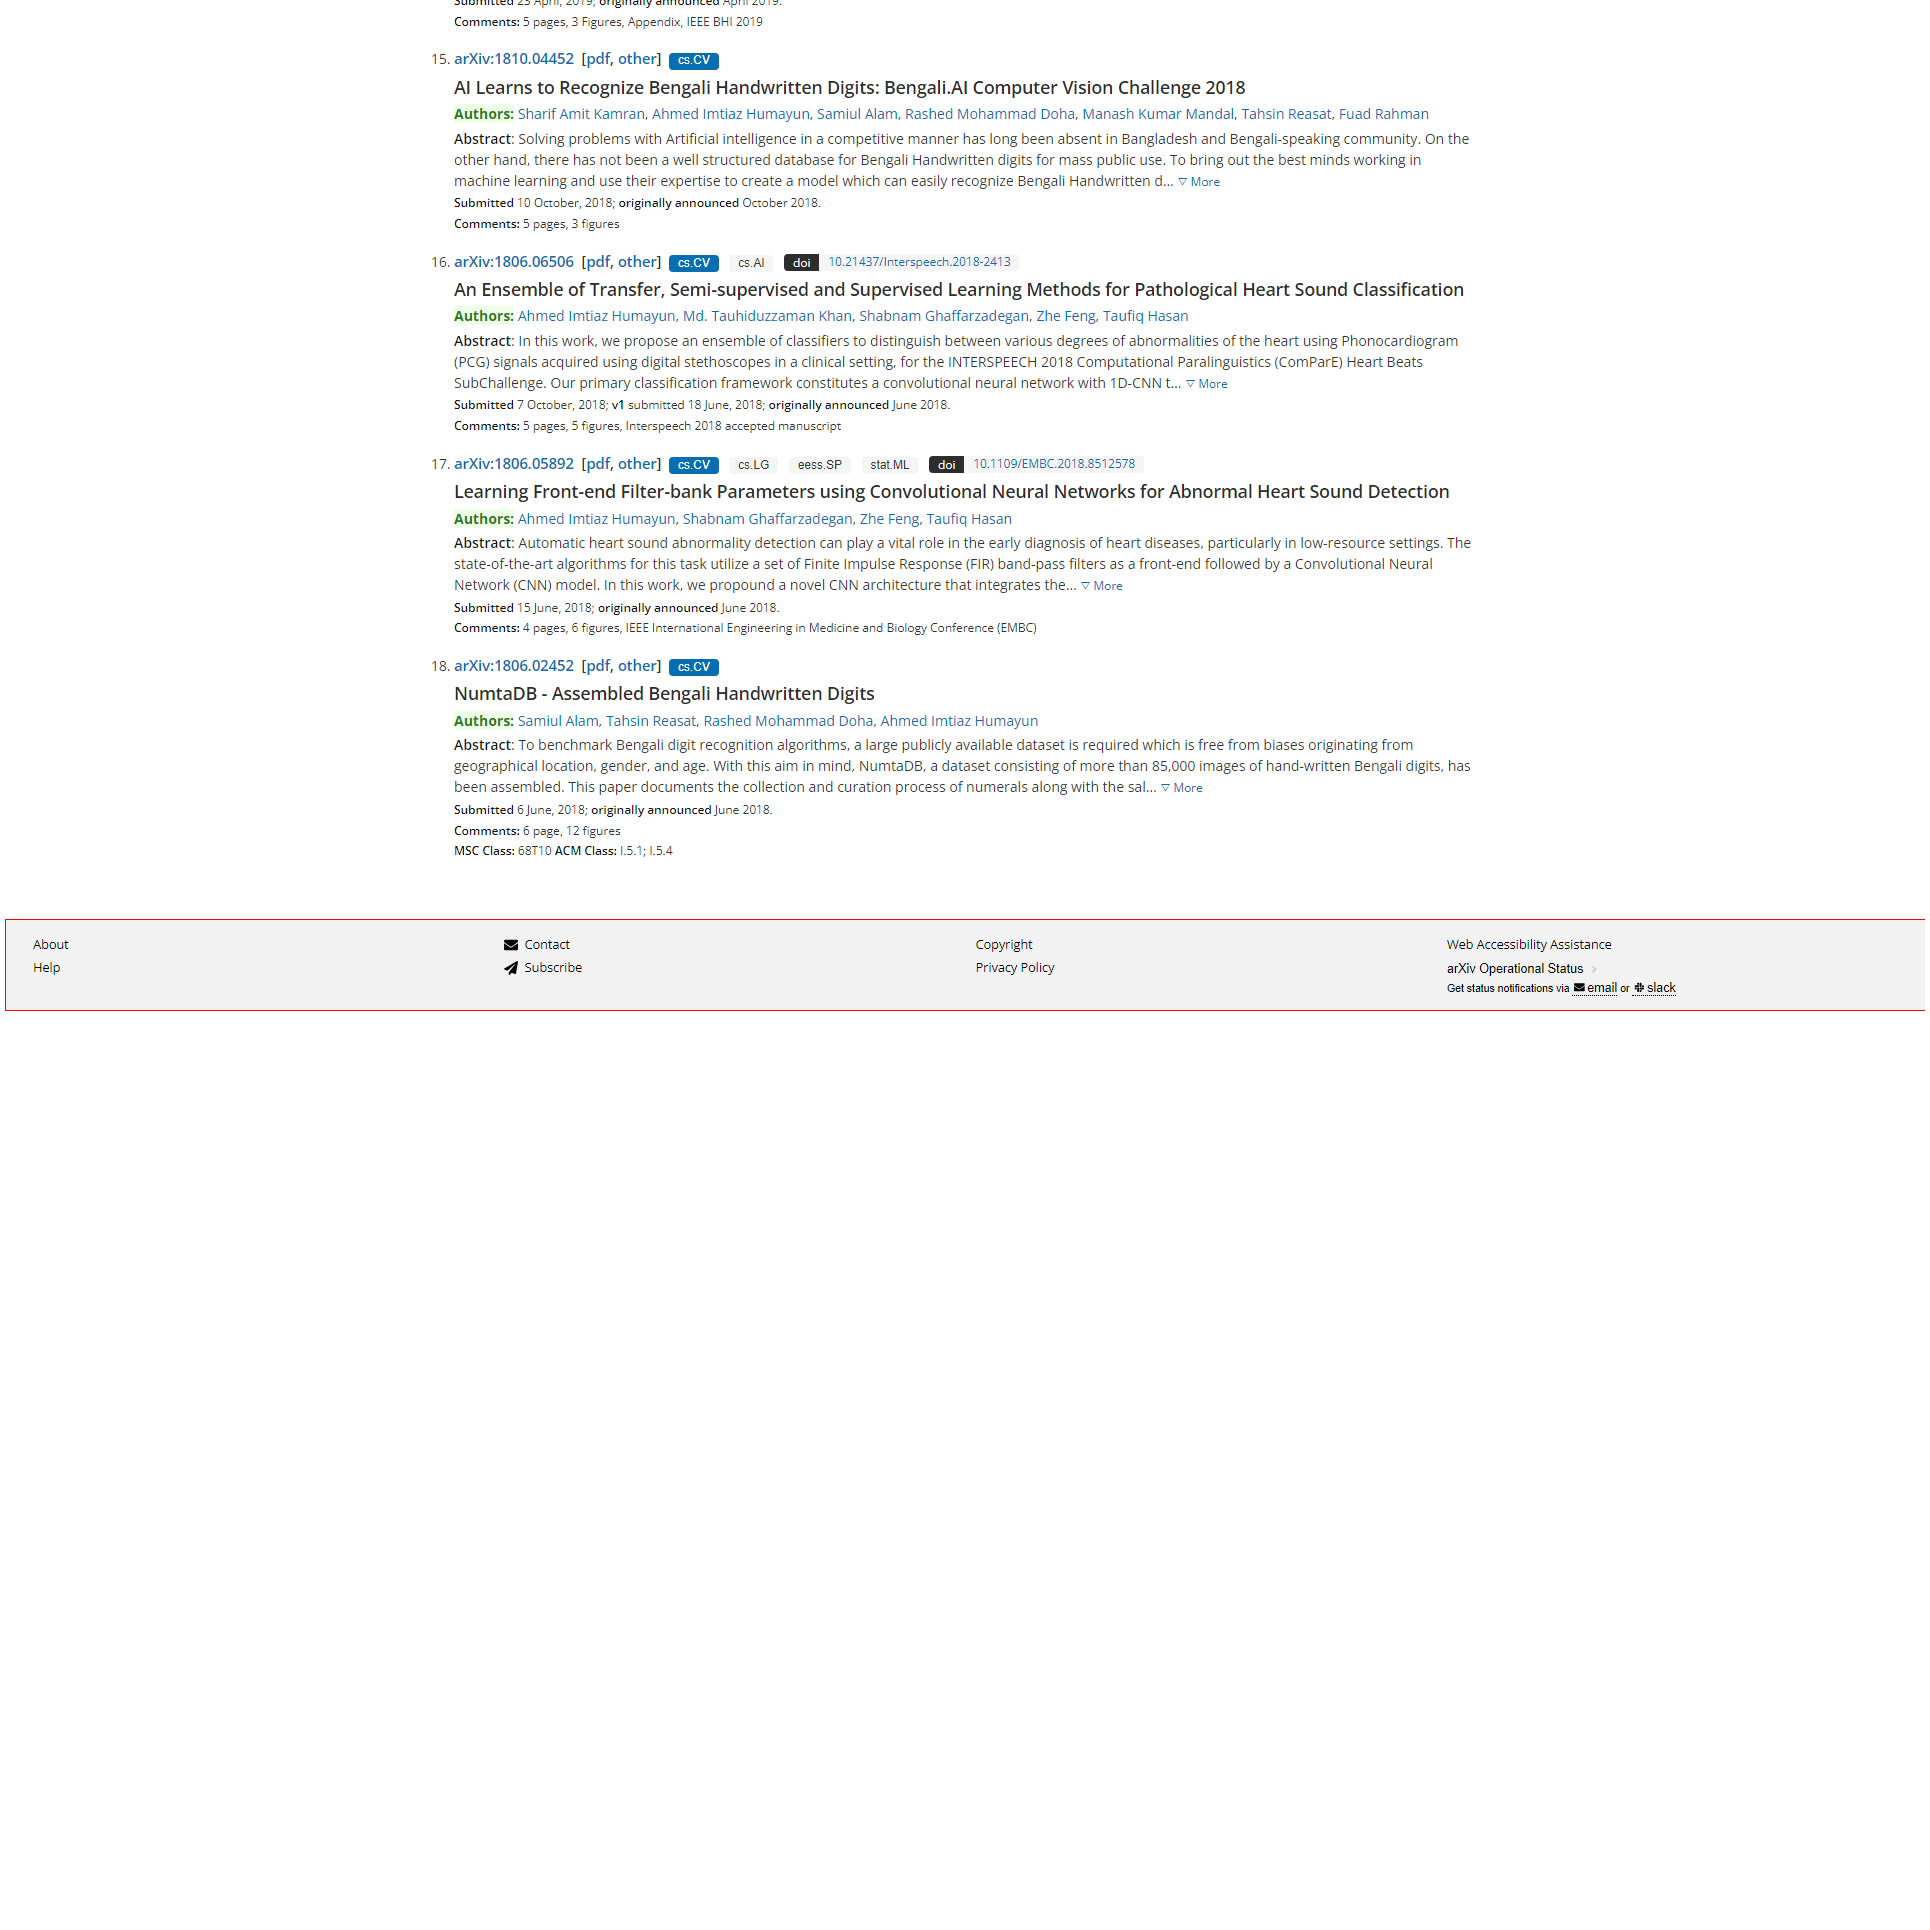 Submitted 23 April, 2019; originally announced April 2019.
Comments: 5 pages, 3 Figures, Appendix, IEEE BHI 2019
15. arXiv:1810.04452 [pdf, other] cs.CV
AI Learns to Recognize Bengali Handwritten Digits: Bengali.AI Computer Vision Challenge 2018
Authors: Sharif Amit Kamran, Ahmed Imtiaz Humayun, Samiul Alam, Rashed Mohammad Doha, Manash Kumar Mandal, Tahsin Reasat, Fuad Rahman
Abstract: Solving problems with Artificial intelligence in a competitive manner has long been absent in Bangladesh and Bengali-speaking community. On the
other hand, there has not been a well structured database for Bengali Handwritten digits for mass public use. To bring out the best minds working in
machine learning and use their expertise to create a model which can easily recognize Bengali Handwritten d... ▽ More
Submitted 10 October, 2018; originally announced October 2018.
Comments: 5 pages, 3 figures
16. arXiv:1806.06506 [pdf, other] cs.CV cs.AI doi 10.21437/Interspeech.2018-2413
An Ensemble of Transfer, Semi-supervised and Supervised Learning Methods for Pathological Heart Sound Classification
Authors: Ahmed Imtiaz Humayun, Md. Tauhiduzzaman Khan, Shabnam Ghaffarzadegan, Zhe Feng, Taufiq Hasan
Abstract: In this work, we propose an ensemble of classifiers to distinguish between various degrees of abnormalities of the heart using Phonocardiogram
(PCG) signals acquired using digital stethoscopes in a clinical setting, for the INTERSPEECH 2018 Computational Paralinguistics (ComParE) Heart Beats
SubChallenge. Our primary classification framework constitutes a convolutional neural network with 1D-CNN t... ▽ More
Submitted 7 October, 2018; v1 submitted 18 June, 2018; originally announced June 2018.
Comments: 5 pages, 5 figures, Interspeech 2018 accepted manuscript
17. arXiv:1806.05892 [pdf, other] cs.CV cs.LG eess.SP stat.ML doi 10.1109/EMBC.2018.8512578
Learning Front-end Filter-bank Parameters using Convolutional Neural Networks for Abnormal Heart Sound Detection
Authors: Ahmed Imtiaz Humayun, Shabnam Ghaffarzadegan, Zhe Feng, Taufiq Hasan
Abstract: Automatic heart sound abnormality detection can play a vital role in the early diagnosis of heart diseases, particularly in low-resource settings. The
state-of-the-art algorithms for this task utilize a set of Finite Impulse Response (FIR) band-pass filters as a front-end followed by a Convolutional Neural
Network (CNN) model. In this work, we propound a novel CNN architecture that integrates the... ▽ More
Submitted 15 June, 2018; originally announced June 2018.
Comments: 4 pages, 6 figures, IEEE International Engineering in Medicine and Biology Conference (EMBC)
18. arXiv:1806.02452 [pdf, other] cs.CV
NumtaDB - Assembled Bengali Handwritten Digits
Authors: Samiul Alam, Tahsin Reasat, Rashed Mohammad Doha, Ahmed Imtiaz Humayun
Abstract: To benchmark Bengali digit recognition algorithms, a large publicly available dataset is required which is free from biases originating from
geographical location, gender, and age. With this aim in mind, NumtaDB, a dataset consisting of more than 85,000 images of hand-written Bengali digits, has
been assembled. This paper documents the collection and curation process of numerals along with the sal... ▽ More
Submitted 6 June, 2018; originally announced June 2018.
Comments: 6 page, 12 figures
MSC Class: 68T10 ACM Class: I.5.1; I.5.4
About
Help
Contact
Subscribe
Copyright
Privacy Policy
Web Accessibility Assistance
arXiv Operational Status
Get status notifications via email or slack